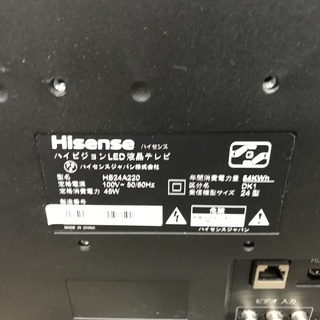 Hisense ハイセンス
ハイビジョンLED液晶テレビ
ハイセンスジャパン株式会社
型名 HS24A220
定格電源 100V~50/60Hz
定格消費電力 45W
製造番号
年間消費電力量 54KWh
区分名 DK1
受信機型サイズ 24型
ハイセンスジャパン
MADE IN CHINA
ビデオ入力